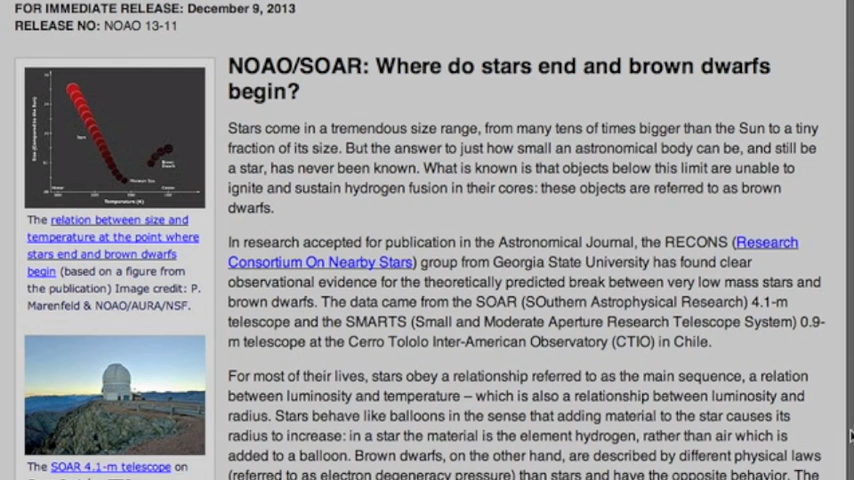 FOR IMMEDIATE RELEASE: December 9, 2013
RELEASE NO: NOAO 13-11
Stars
Brown
Temperature (K)
The relation between size and
temperature at the point where
stars end and brown dwarfs
begin (based on a figure from
the publication) Image credit: P.
Marenfeld & NOAO/AURA/NSF.
The SOAR 4.1-m telescope on
NOAO/SOAR: Where do stars end and brown dwarfs
begin?
Stars come in a tremendous size range, from many tens of times bigger than the Sun to a tiny
fraction of its size. But the answer to just how small an astronomical body can be, and still be
a star, has never been known. What is known is that objects below this limit are unable to
ignite and sustain hydrogen fusion in their cores: these objects are referred to as brown
dwarfs.
In research accepted for publication in the Astronomical Journal, the RECONS (Research
Consortium On Nearby Stars) group from Georgia State University has found clear
observational evidence for the theoretically predicted break between very low mass stars and
brown dwarfs. The data came from the SOAR (SOuthern Astrophysical Research) 4.1-m
telescope and the SMARTS (Small and Moderate Aperture Research Telescope System) 0.9-
m telescope at the Cerro Tololo Inter-American Observatory (CTIO) in Chile.
For most of their lives, stars obey a relationship referred to as the main sequence, a relation
between luminosity and temperature – which is also a relationship between luminosity and
radius. Stars behave like balloons in the sense that adding material to the star causes its
radius to increase: in a star the material is the element hydrogen, rather than air which is
added to a balloon. Brown dwarfs, on the other hand, are described by different physical laws
(referred to as electron degeneracy pressure) than stars and have the opposite behavior. The